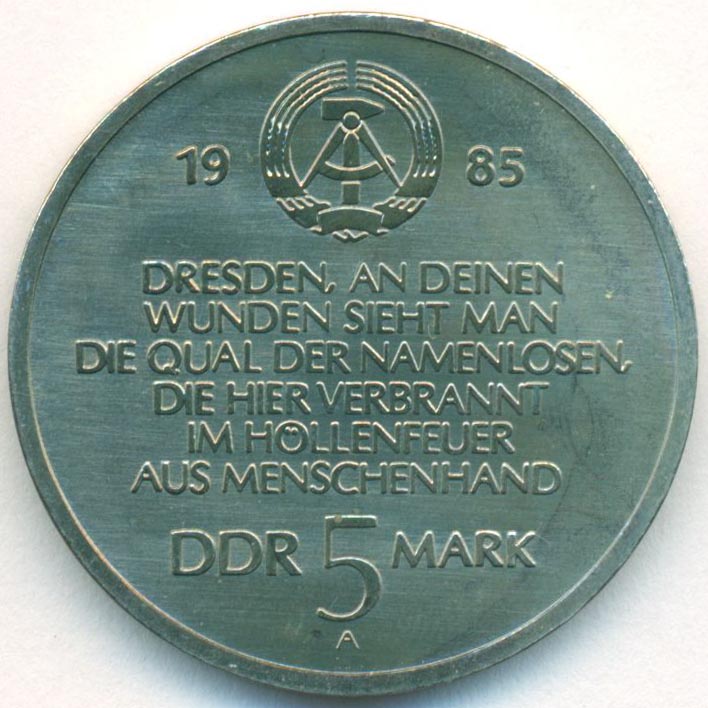 19 85
DRESDEN, AN DEINEN
WUNDEN SIEHT MAN
DIE QUAL DER NAMENLOSEN,
DIE HIER VERBRANNT
IM HÖLLENFEUER
AUS MENSCHENHAND
DDR 5 MARK
A